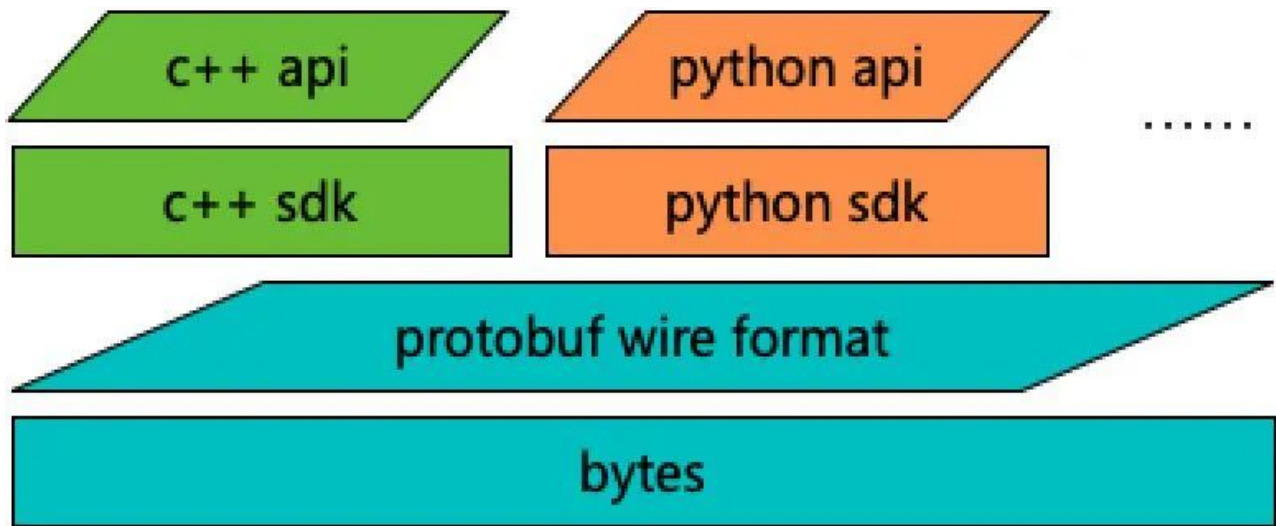 c++ api
python api
......
c++ sdk
python sdk
protobuf wire format
bytes